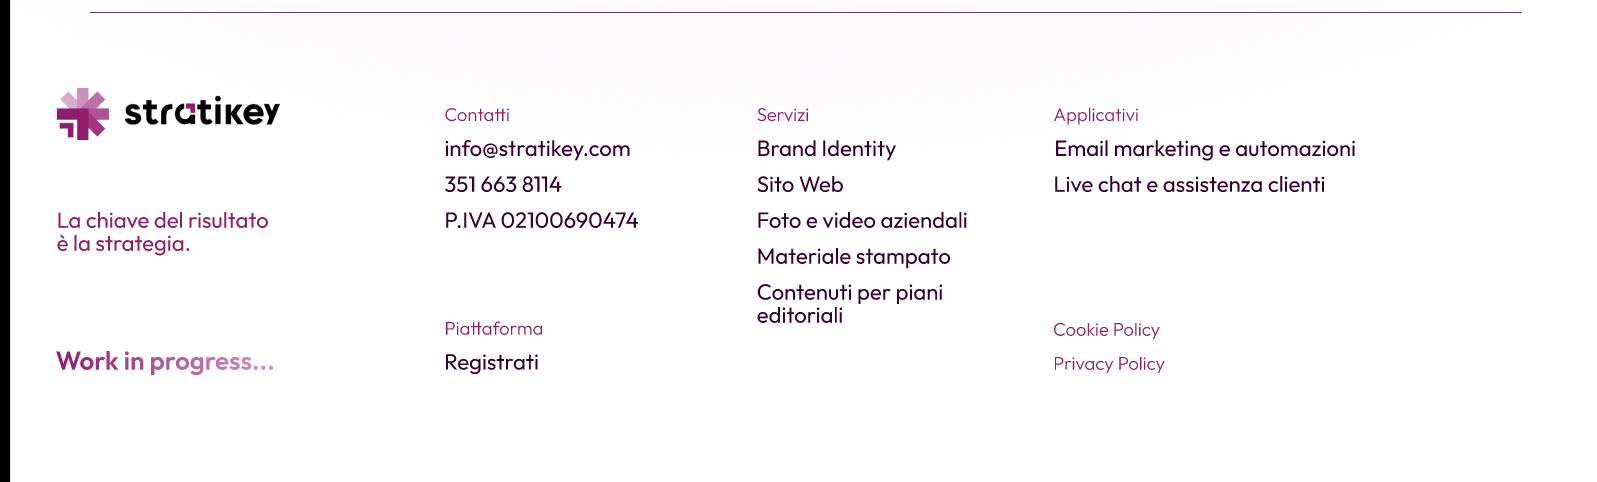 stratikey
La chiave del risultato
è la strategia.
Work in progress...
Contatti
info@stratikey.com
351 663 8114
P.IVA 02100690474
Piattaforma
Registrati
Servizi
Brand Identity
Sito Web
Foto e video aziendali
Materiale stampato
Contenuti per piani
editoriali
Applicativi
Email marketing e automazioni
Live chat e assistenza clienti
Cookie Policy
Privacy Policy